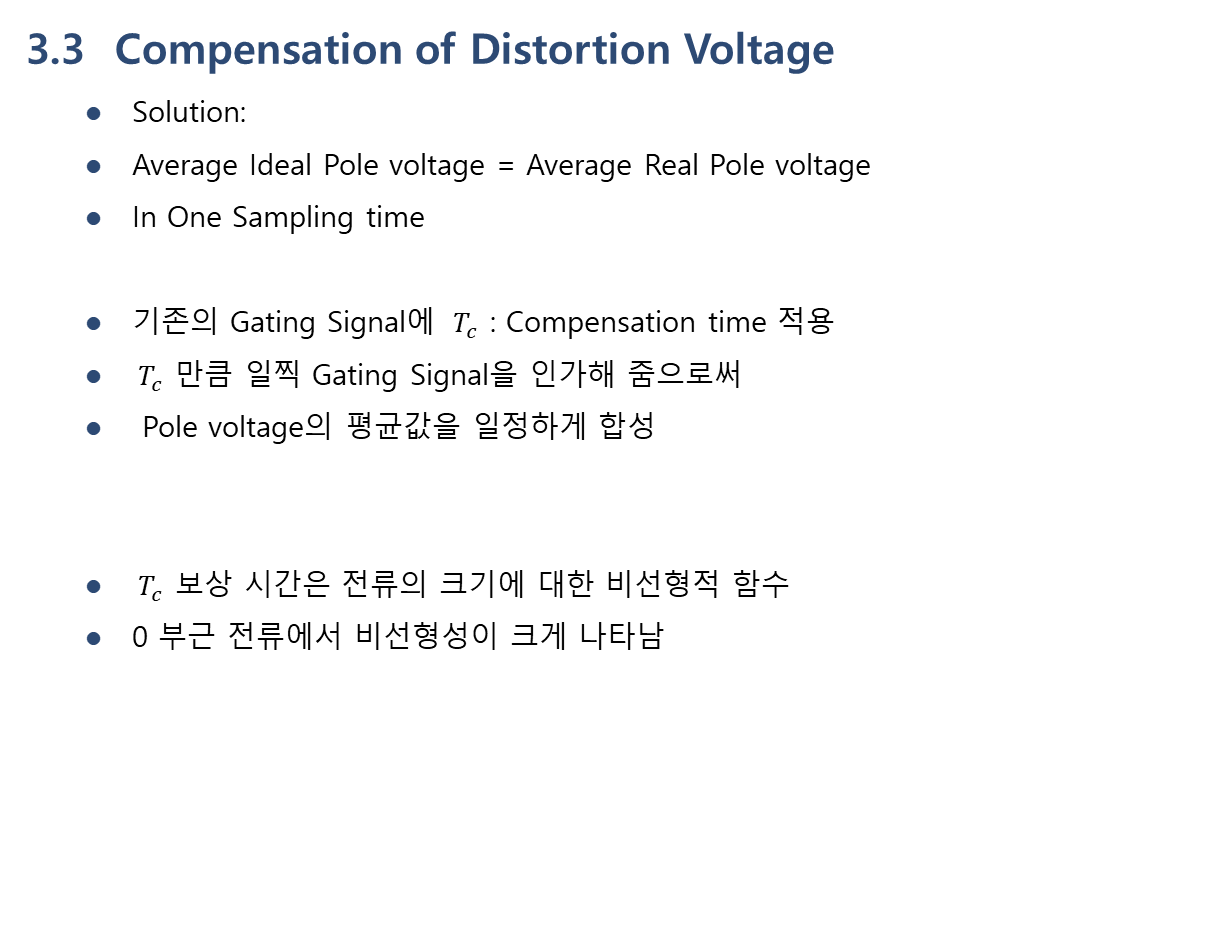 3.3 Compensation of Distortion Voltage
● Solution:
● Average Ideal Pole voltage = Average Real Pole voltage
● In One Sampling time
● 기존의 Gating Signal에 T_c : Compensation time 적용
● T_c 만큼 일찍 Gating Signal을 인가해 줌으로써
● Pole voltage의 평균값을 일정하게 합성
● T_c 보상 시간은 전류의 크기에 대한 비선형적 함수
● 0 부근 전류에서 비선형성이 크게 나타남